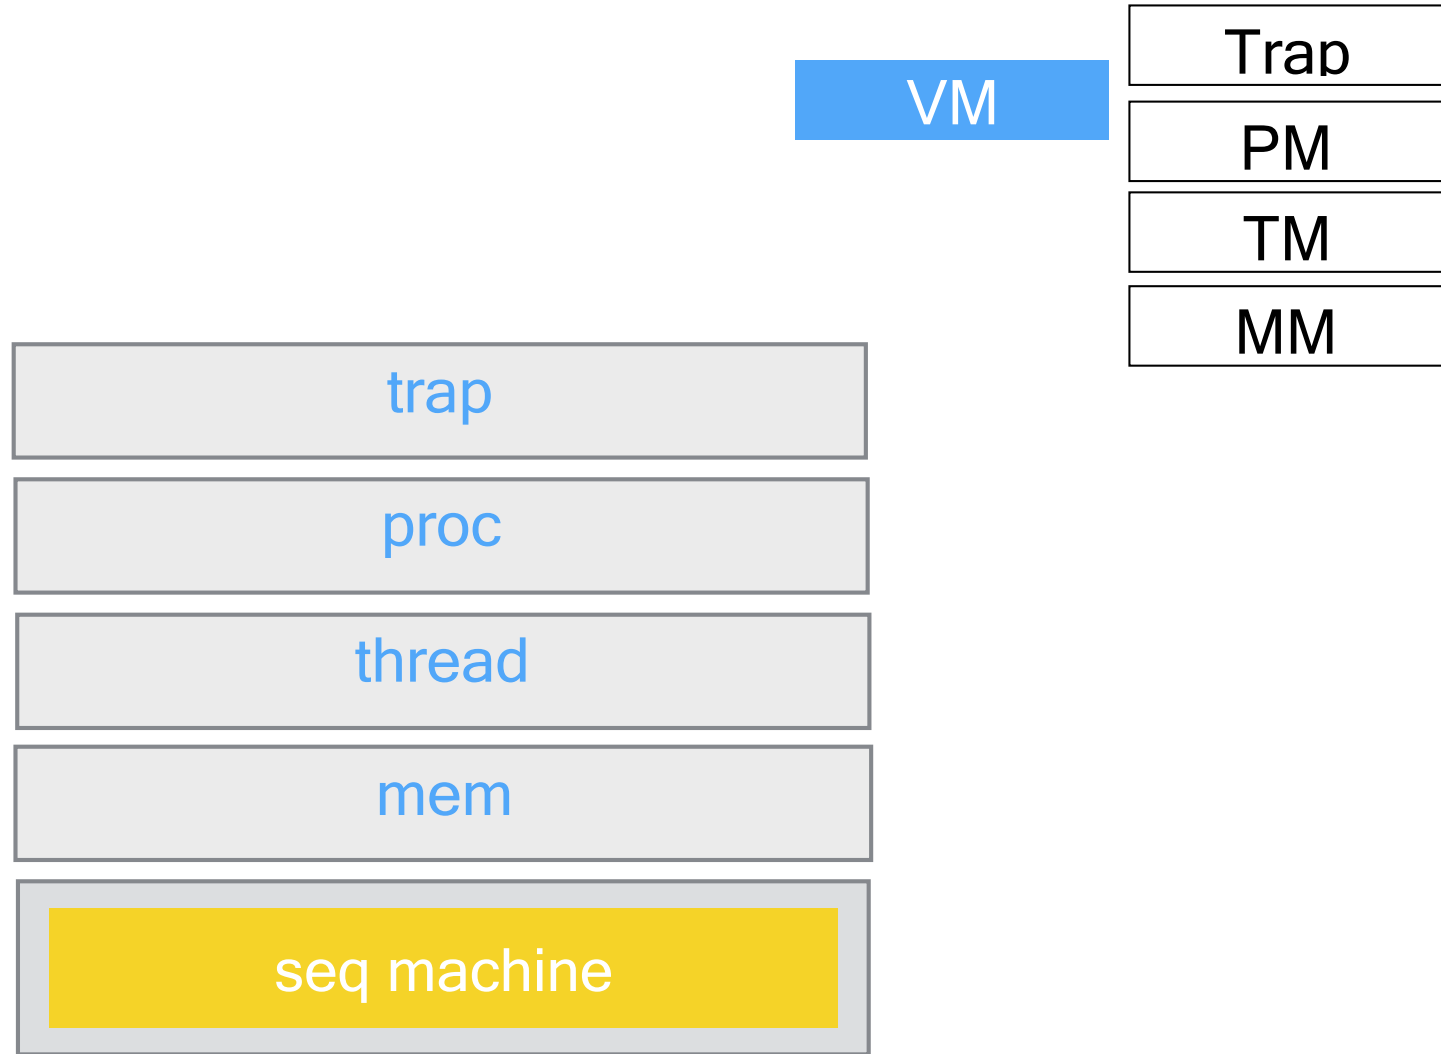 Trap
VM
PM
TM
MM
trap
proc
thread
mem
seq machine